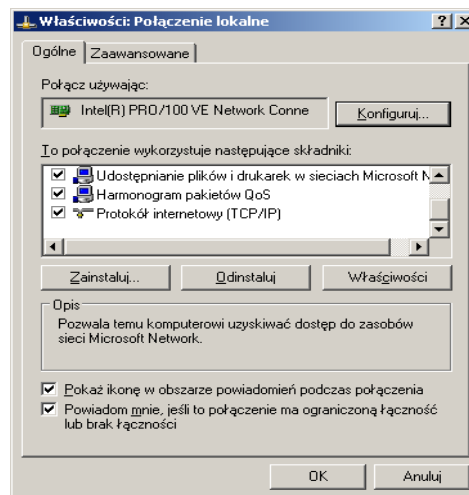 Właściwości: Połączenie lokalne
Ogólne
Zaawansowane
Połącz używając:
Intel(R) PRO/100 VE Network Conne
Konfiguruj...
To połączenie wykorzystuje następujące składniki:
Udostępnianie plików i drukarek w sieciach Microsoft N
Harmonogram pakietów QoS
Protokół internetowy (TCP/IP)
Zainstaluj...
Odinstaluj
Właściwości
Opis
Pozwala temu komputerowi uzyskiwać dostęp do zasobów
sieci Microsoft Network.
Pokaż ikonę w obszarze powiadomień podczas połączenia
Powiadom mnie, jeśli to połączenie ma ograniczoną łączność
lub brak łączności
OK
Anuluj